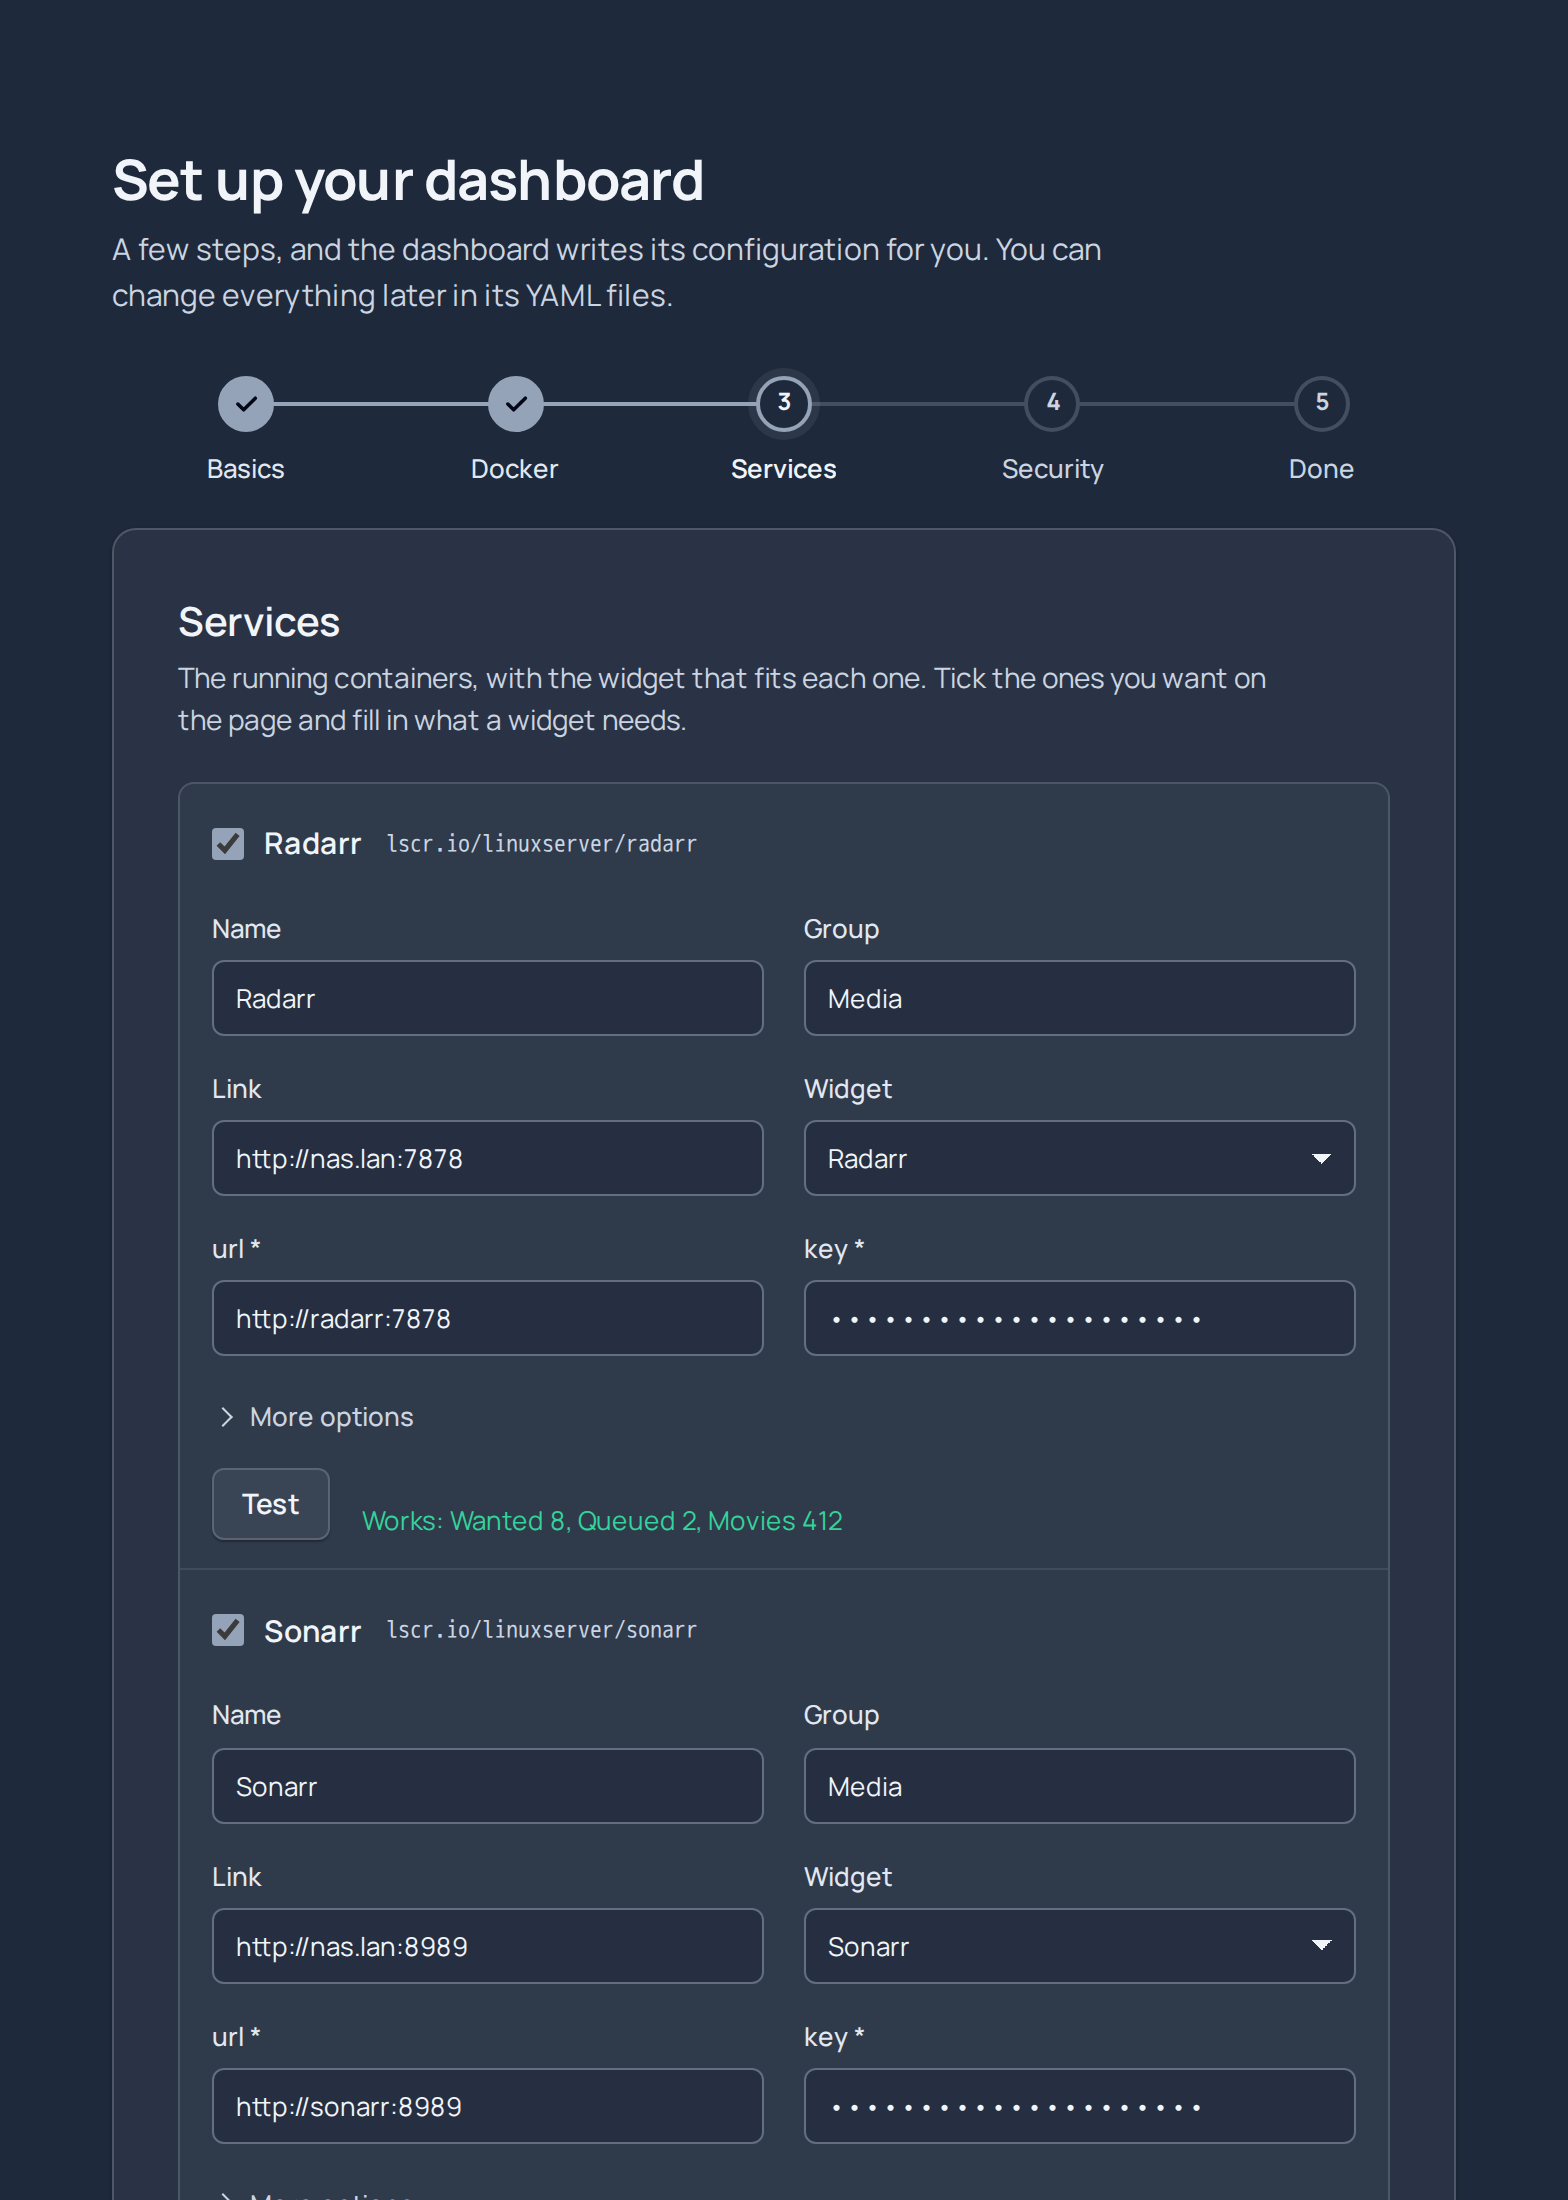 Set up your dashboard
A few steps, and the dashboard writes its configuration for you. You can
change everything later in its YAML files.
3
4
5
Basics
Docker
Services
Security
Done
Services
The running containers, with the widget that fits each one. Tick the ones you want on
the page and fill in what a widget needs.
Radarr lscr.io/linuxserver/radarr
Name
Group
Radarr
Media
Link
Widget
http://nas.lan:7878
Radarr
url *
key *
http://radarr:7878
•••••••••••••••••••••
More options
Test
Works: Wanted 8, Queued 2, Movies 412
Sonarr lscr.io/linuxserver/sonarr
Name
Group
Sonarr
Media
Link
Widget
http://nas.lan:8989
Sonarr
url *
key *
http://sonarr:8989
•••••••••••••••••••••